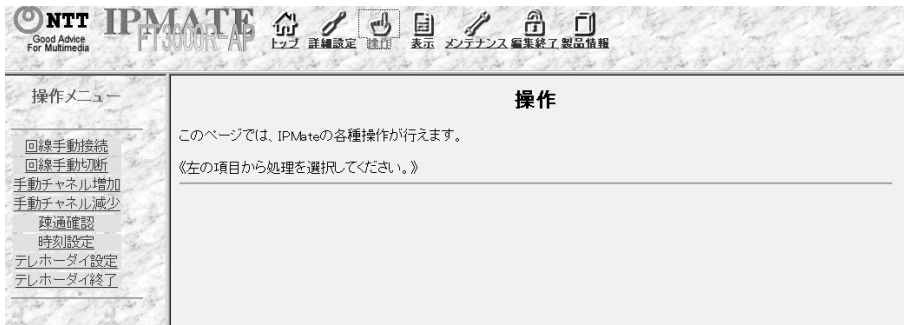 NTT
Good Advice
For Multimedia
IPMATE
FT3000R-AP
トップ 詳細設定 操作 表示 メンテナンス 編集終了 製品情報
操作メニュー
回線手動接続
回線手動切断
手動チャネル増加
手動チャネル減少
疎通確認
時刻設定
テレホーダイ設定
テレホーダイ終了
操作
このページでは、IPMateの各種操作が行えます。
《左の項目から処理を選択してください。》